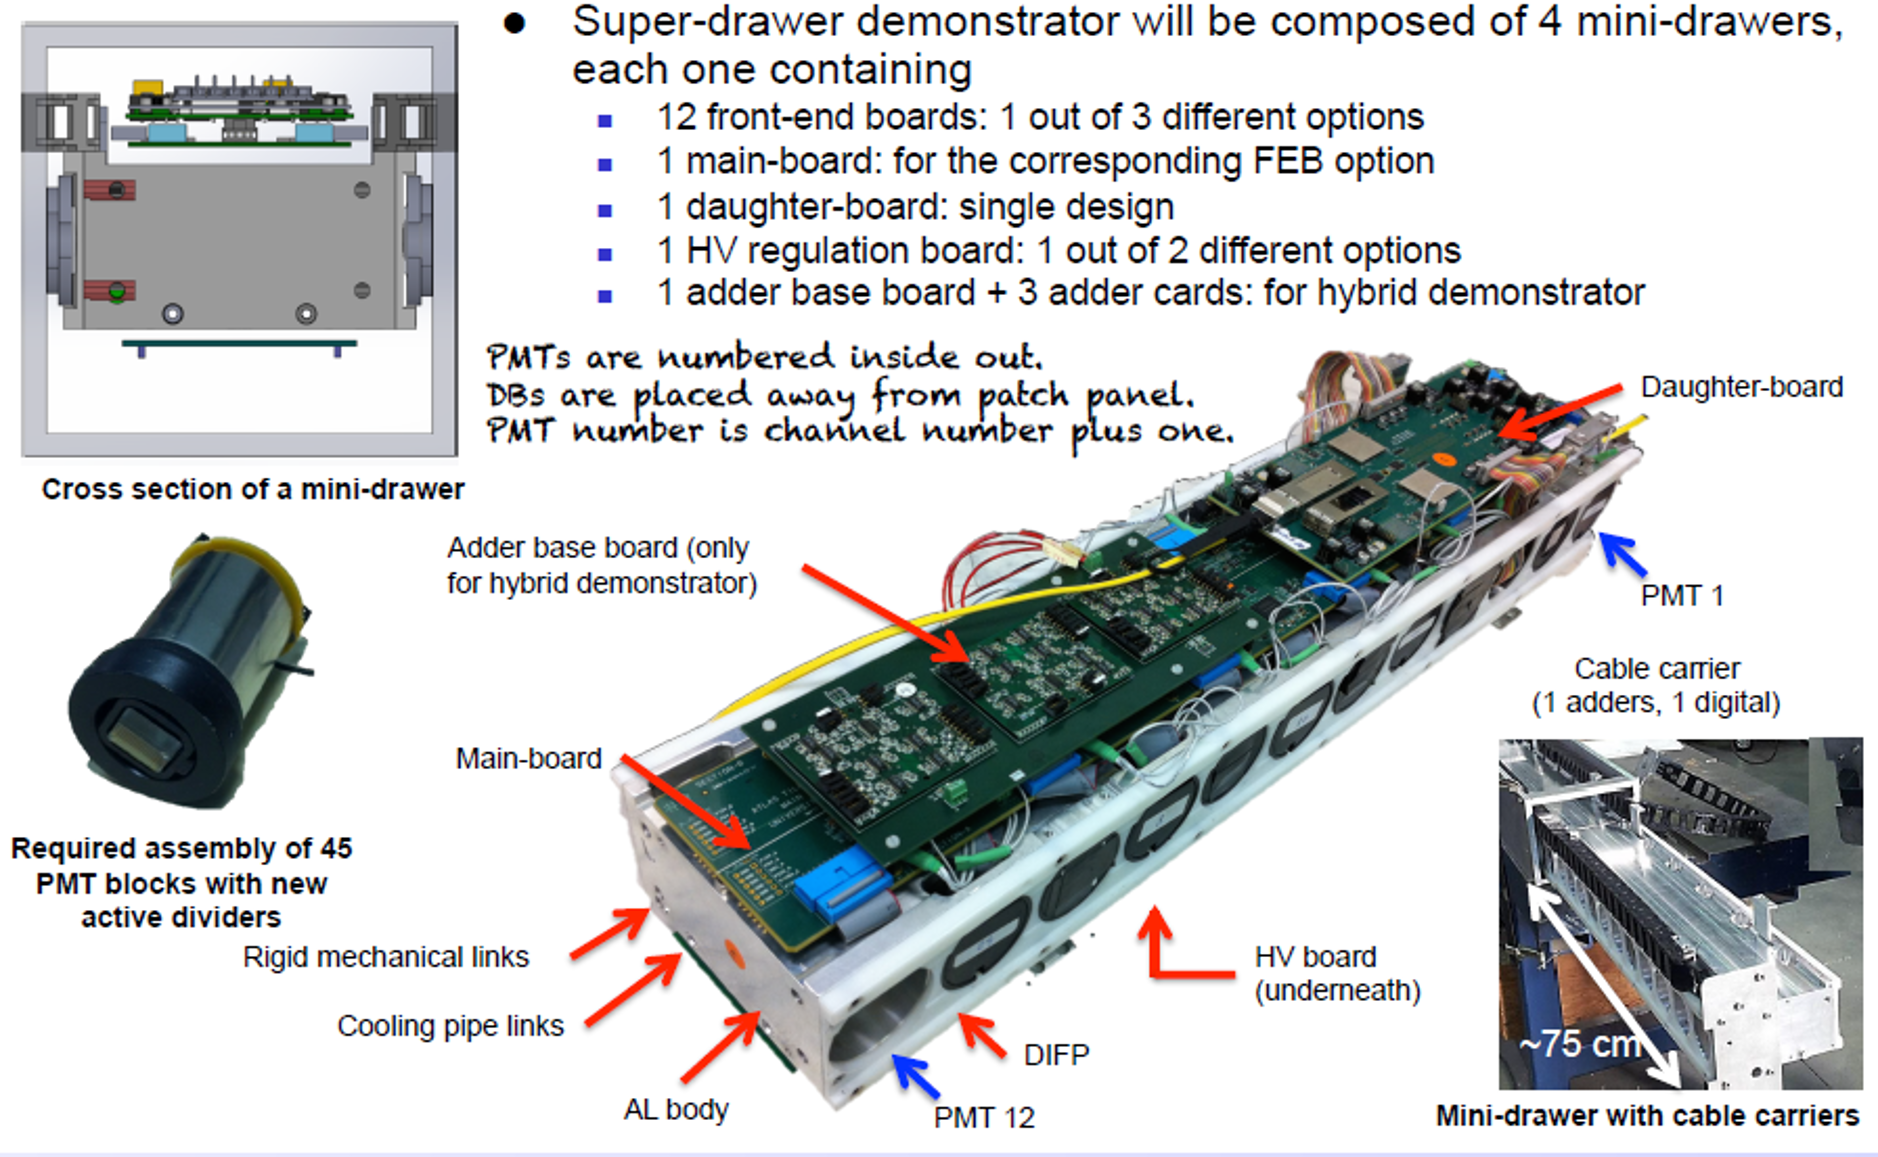 ● Super-drawer demonstrator will be composed of 4 mini-drawers,
each one containing
■ 12 front-end boards: 1 out of 3 different options
■ 1 main-board: for the corresponding FEB option
■ 1 daughter-board: single design
■ 1 HV regulation board: 1 out of 2 different options
■ 1 adder base board + 3 adder cards: for hybrid demonstrator
PMTs are numbered inside out.
DBs are placed away from patch panel.
PMT number is channel number plus one.
Cross section of a mini-drawer
Daughter-board
Adder base board (only
for hybrid demonstrator)
PMT 1
Cable carrier
(1 adders, 1 digital)
Main-board
Required assembly of 45
PMT blocks with new
active dividers
Rigid mechanical links
Cooling pipe links
AL body
HV board
(underneath)
DIFP
PMT 12
~75 cm
Mini-drawer with cable carriers